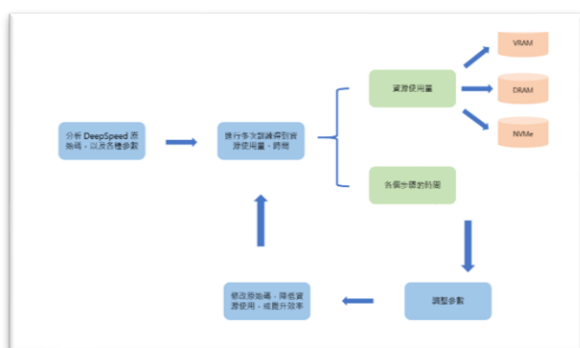 VRAM
資源使用量
DRAM
分析 DeepSpeed 原
始碼，以及各種參數
進行多次訓練得到資
源使用量、時間
NVMe
各個步驟的時間
修改原始碼，降低資
源使用，或提升效率
調整參數